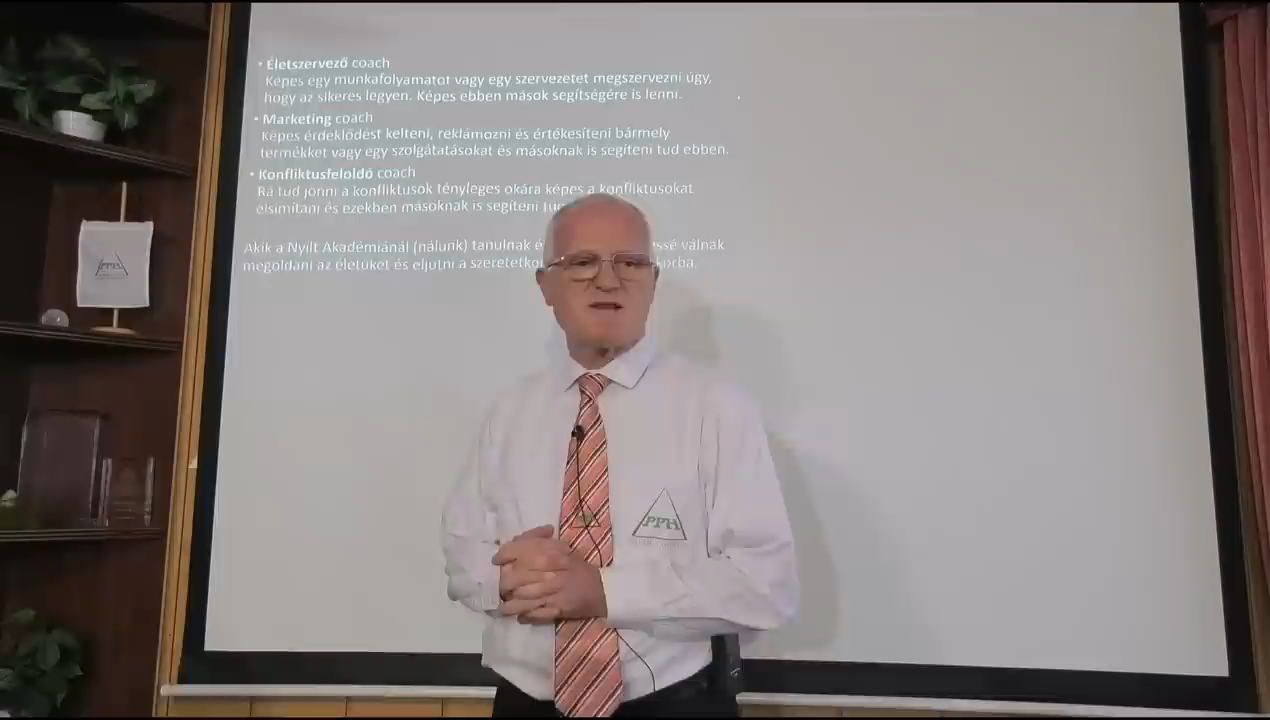 • Életszervező coach
Képes egy munkafolyamatot vagy egy szervezetet megszervezni úgy,
hogy az sikeres legyen. Képes ebben mások segítségére is lenni.
• Marketing coach
Képes érdeklődést kelteni, reklámozni és értékesíteni bármely
termékket vagy egy szolgátatásokat és másoknak is segíteni tud ebben.
• Konfliktusfeloldó coach
Rá tud jönni a konfliktusok tényleges okára képes a konfliktusokat
elsimítani és ezekben másoknak is segíteni
Akik a Nyílt Akadémiánál (nálunk) tanulnak válnak
megoldani az életüket és eljutni a
PPH
PPH